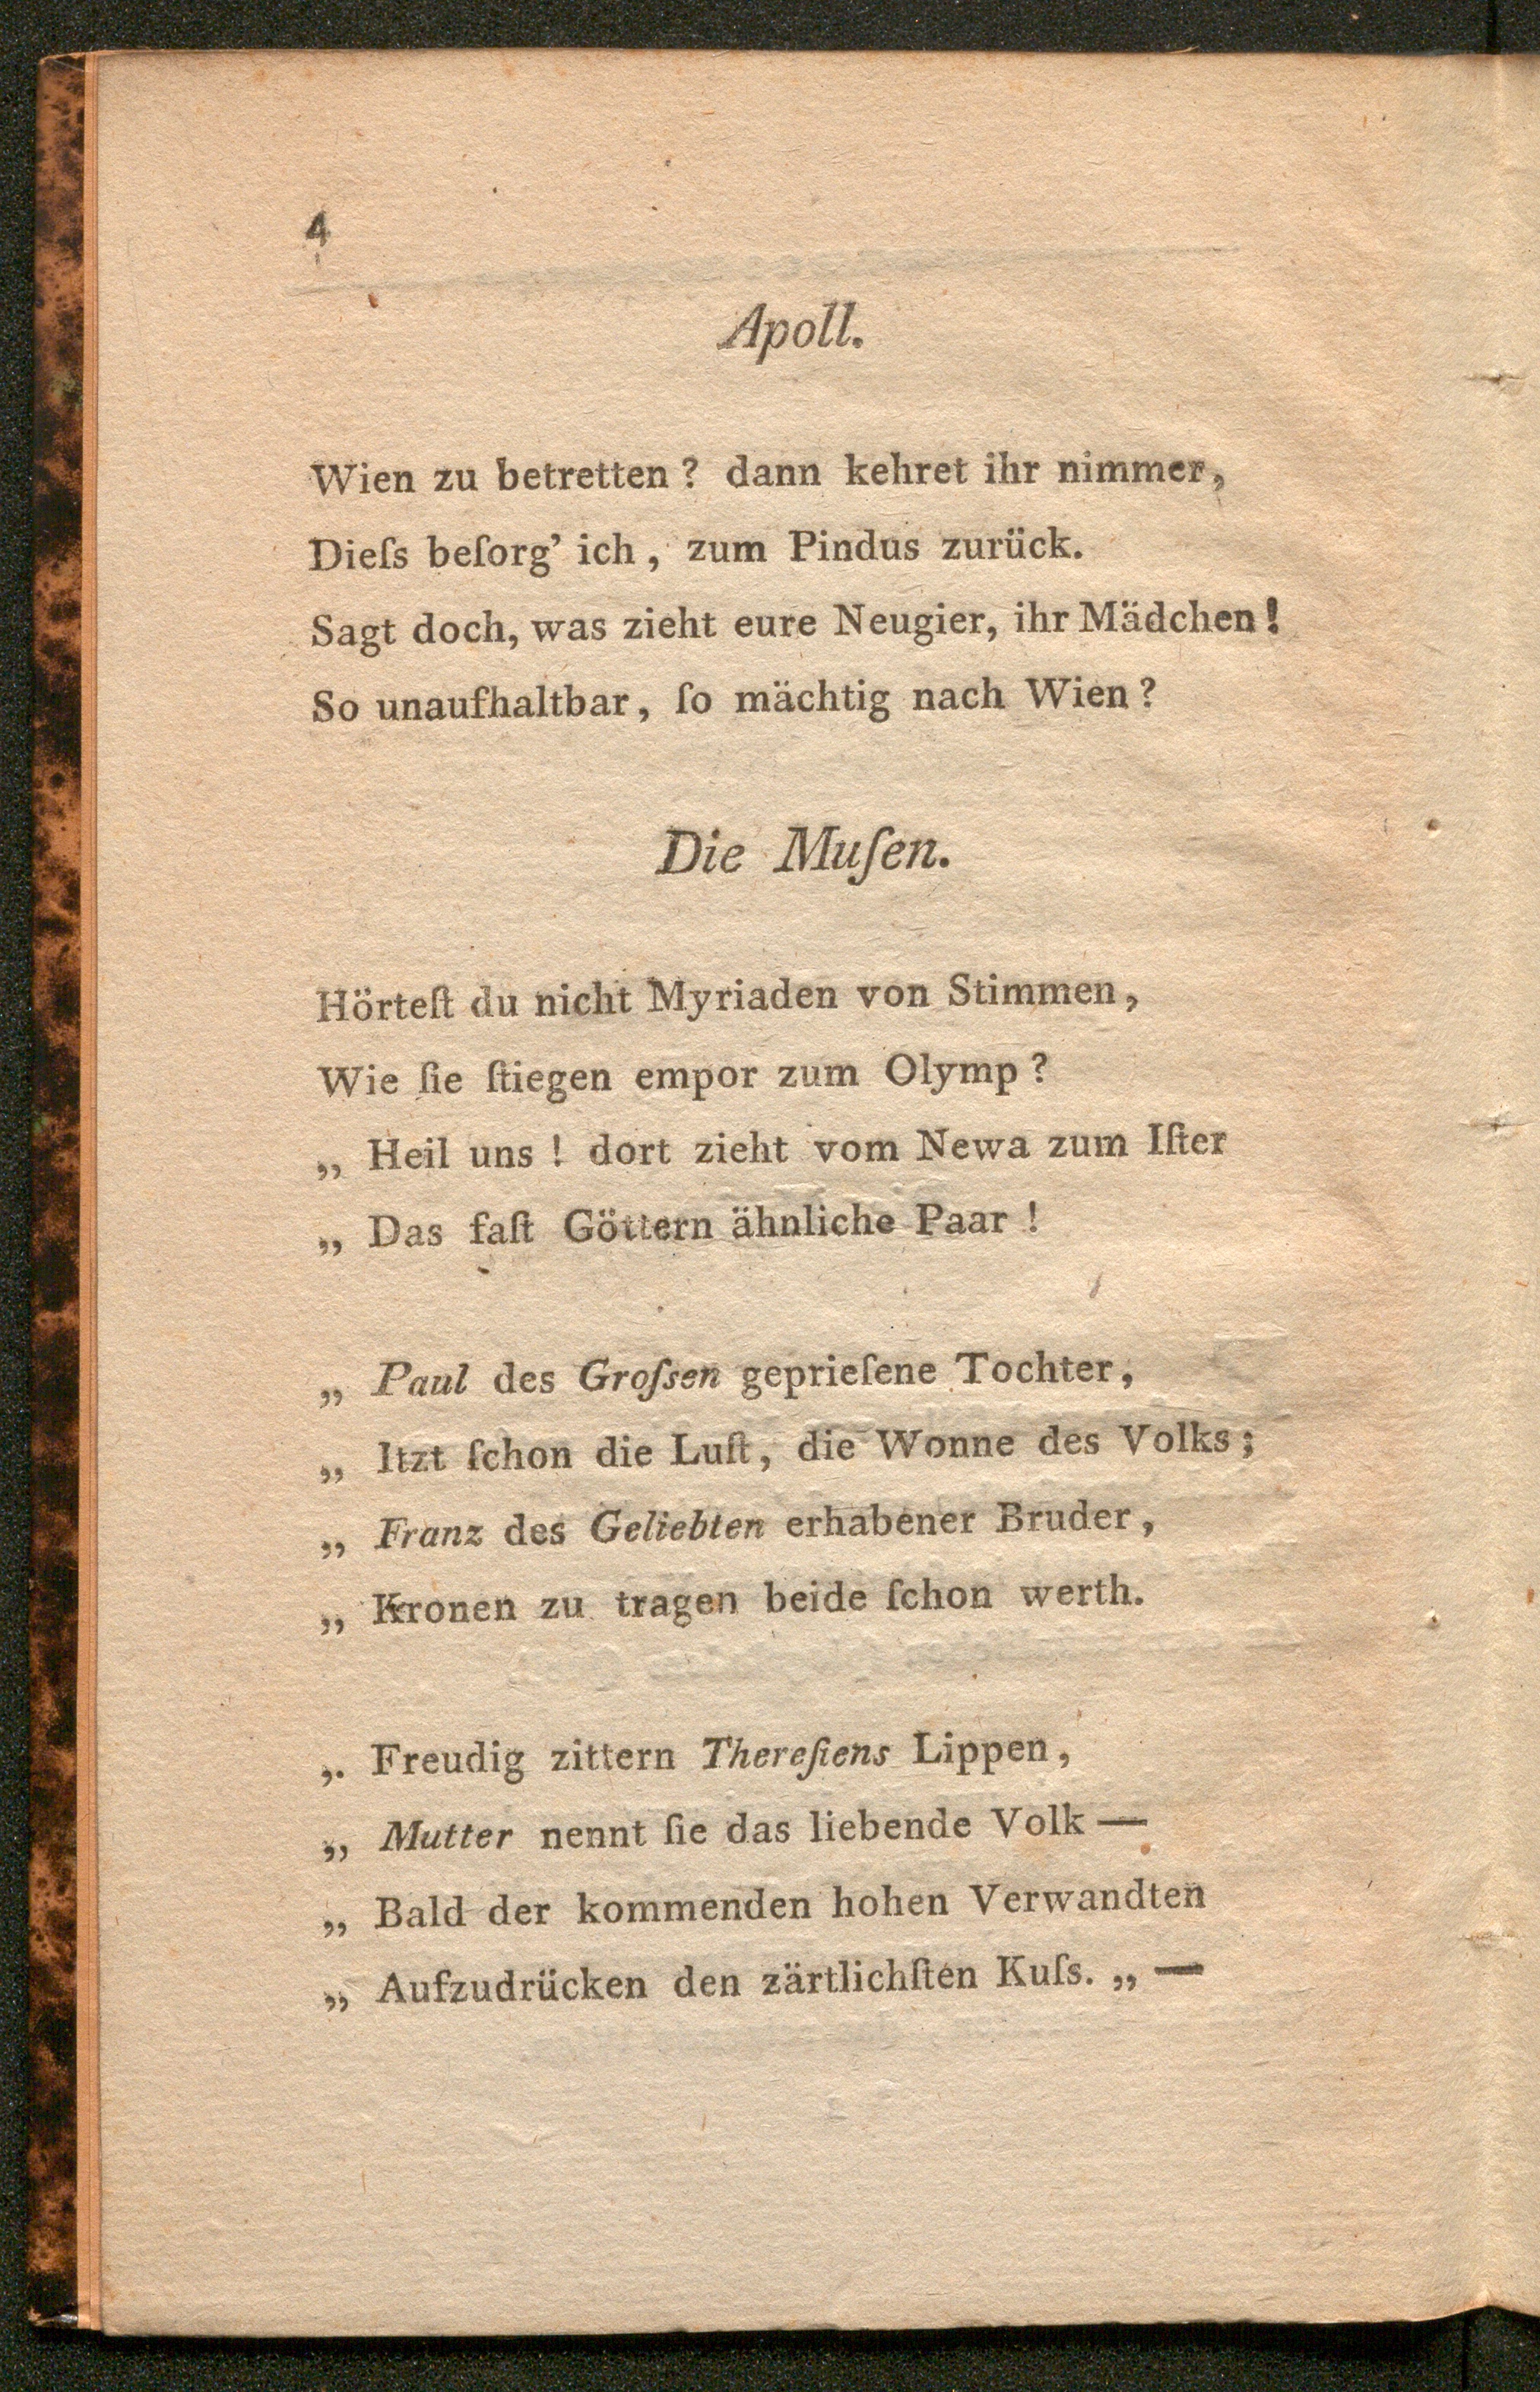 4
Apoll.
Wien zu betretten? dann kehret ihr nimmer,
Dieſs beſorg' ich, zum Pindus zurück.
Sagt doch, was zieht eure Neugier, ihr Mädchen!
So unaufhaltbar, ſo mächtig nach Wien?
Die Muſen.
Hörteſt du nicht Myriaden von Stimmen,
Wie ſie ſtiegen empor zum Olymp?
„ Heil uns! dort zieht vom Newa zum Iſter
„ Das faſt Göttern ähnliche Paar!
„ Paul des Groſsen geprieſene Tochter,
„ Itzt ſchon die Luſt, die Wonne des Volks;
„ Franz des Geliebten erhabener Bruder,
„ Kronen zu tragen beide ſchon werth.
„ Freudig zittern Thereſiens Lippen,
„ Mutter nennt ſie das liebende Volk —
„ Bald der kommenden hohen Verwandten
„ Aufzudrücken den zärtlichſten Kuſs. „ —